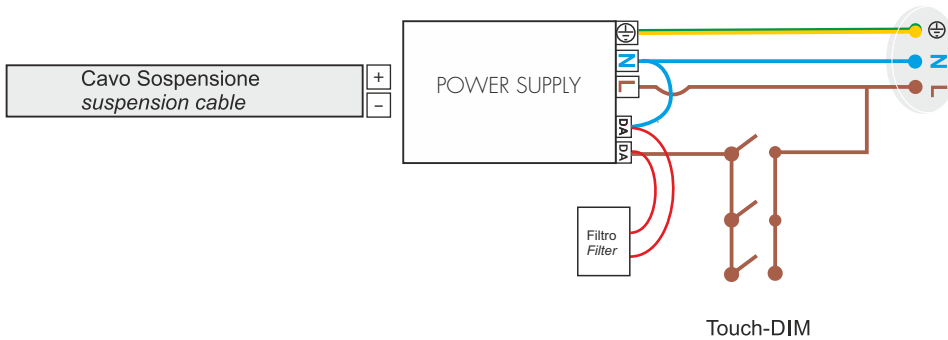 Cavo Sospensione
suspension cable
+
−
POWER SUPPLY
N
L
DA
DA
N
L
Filtro
Filter
Touch-DIM